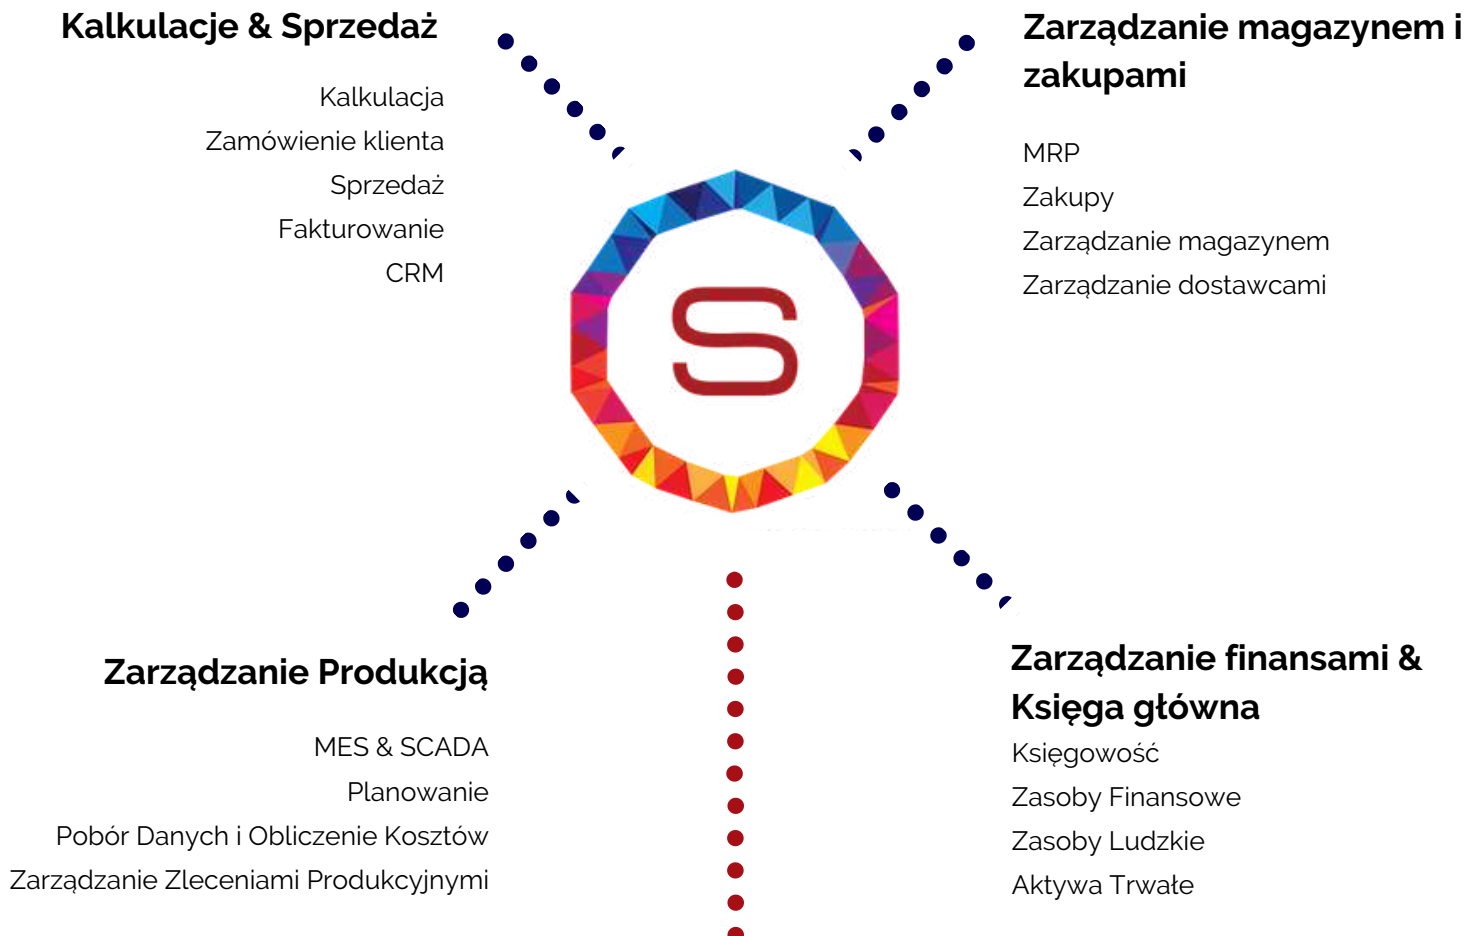 Kalkulacje & Sprzedaż
Kalkulacja
Zamówienie klienta
Sprzedaż
Fakturowanie
CRM
Zarządzanie magazynem i
zakupami
MRP
Zakupy
Zarządzanie magazynem
Zarządzanie dostawcami
S
Zarządzanie Produkcją
MES & SCADA
Planowanie
Pobór Danych i Obliczenie Kosztów
Zarządzanie Zleceniami Produkcyjnymi
Zarządzanie finansami &
Księga główna
Księgowość
Zasoby Finansowe
Zasoby Ludzkie
Aktywa Trwałe